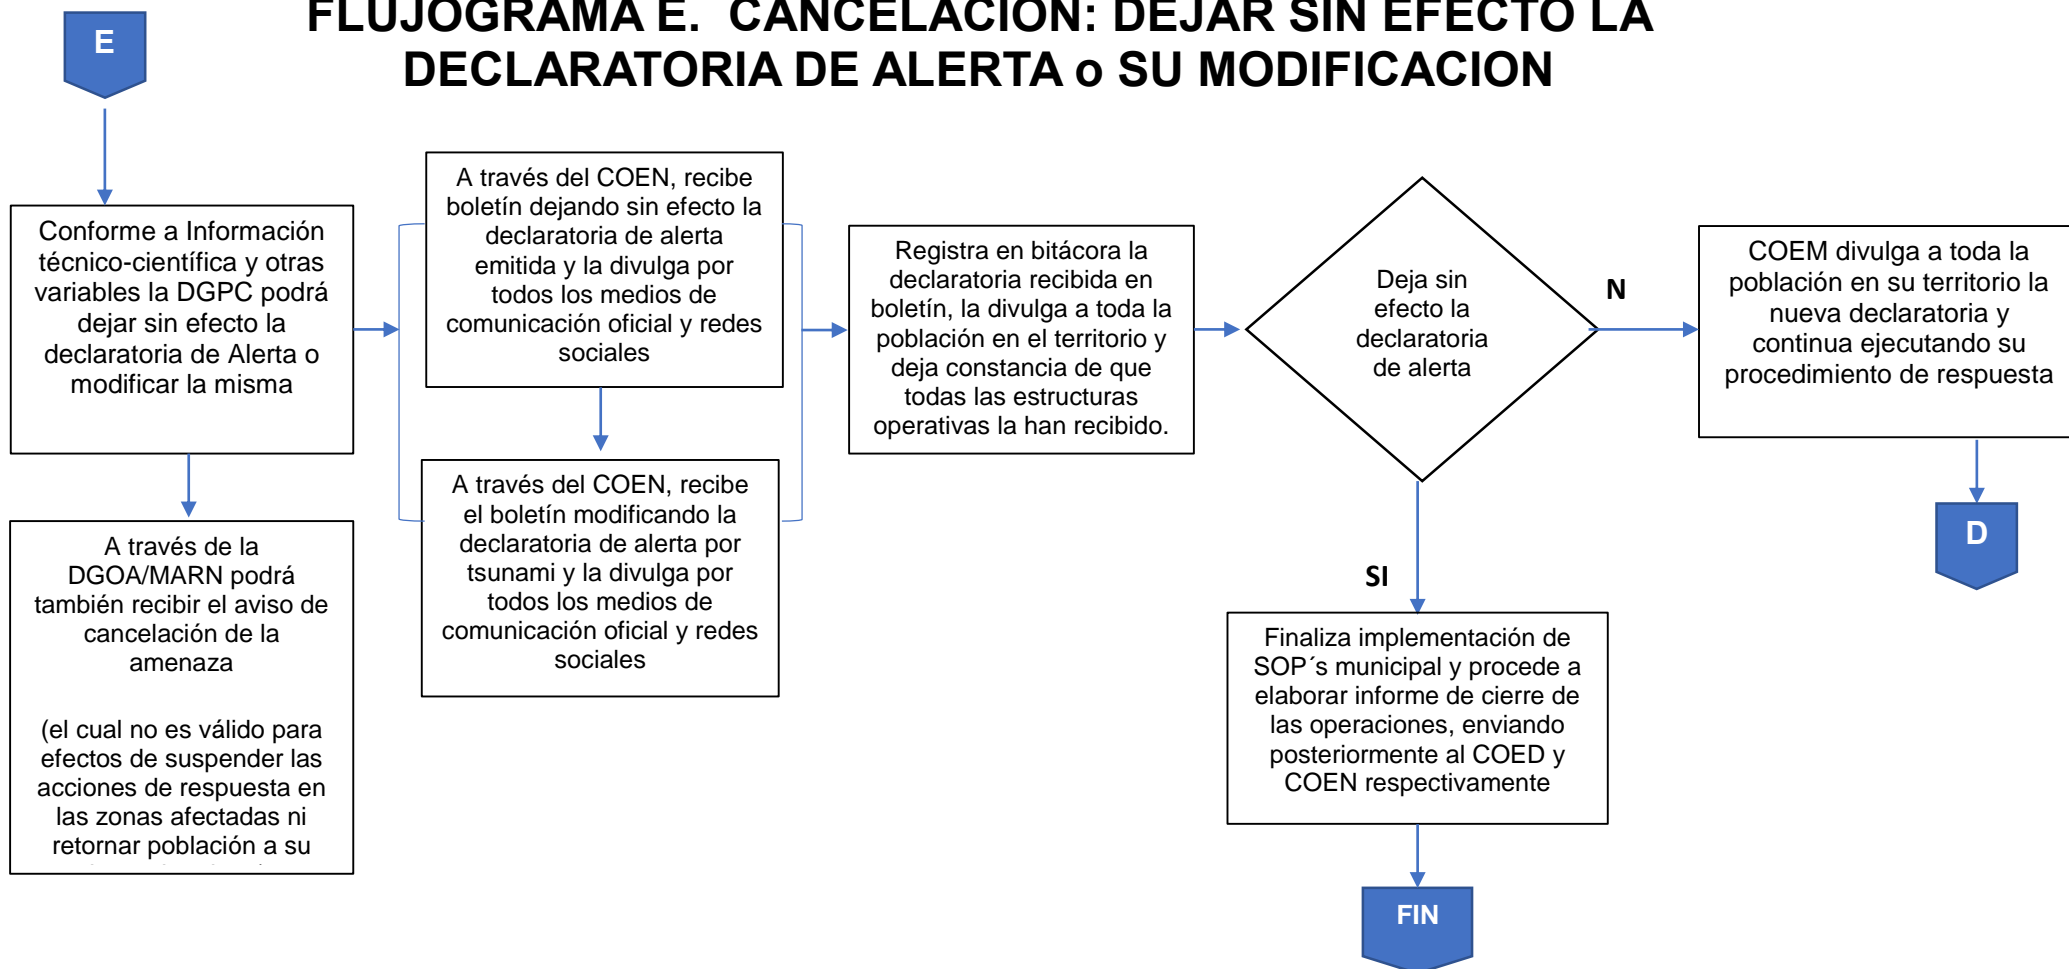 FLUJOGRAMA E. CANCELACION: DEJAR SIN EFECTO LA
DECLARATORIA DE ALERTA o SU MODIFICACION
E
Conforme a Información
técnico-científica y otras
variables la DGPC podrá
dejar sin efecto la
declaratoria de Alerta o
modificar la misma
A través de la
DGOA/MARN podrá
también recibir el aviso de
cancelación de la
amenaza
(el cual no es válido para
efectos de suspender las
acciones de respuesta en
las zonas afectadas ni
retornar población a su
A través del COEN, recibe
boletín dejando sin efecto la
declaratoria de alerta
emitida y la divulga por
todos los medios de
comunicación oficial y redes
sociales
A través del COEN, recibe
el boletín modificando la
declaratoria de alerta por
tsunami y la divulga por
todos los medios de
comunicación oficial y redes
sociales
Registra en bitácora la
declaratoria recibida en
boletín, la divulga a toda la
población en el territorio y
deja constancia de que
todas las estructuras
operativas la han recibido.
Deja sin
efecto la
declaratoria
de alerta
N
COEM divulga a toda la
población en su territorio la
nueva declaratoria y
continua ejecutando su
procedimiento de respuesta
D
SI
Finaliza implementación de
SOP´s municipal y procede a
elaborar informe de cierre de
las operaciones, enviando
posteriormente al COED y
COEN respectivamente
FIN